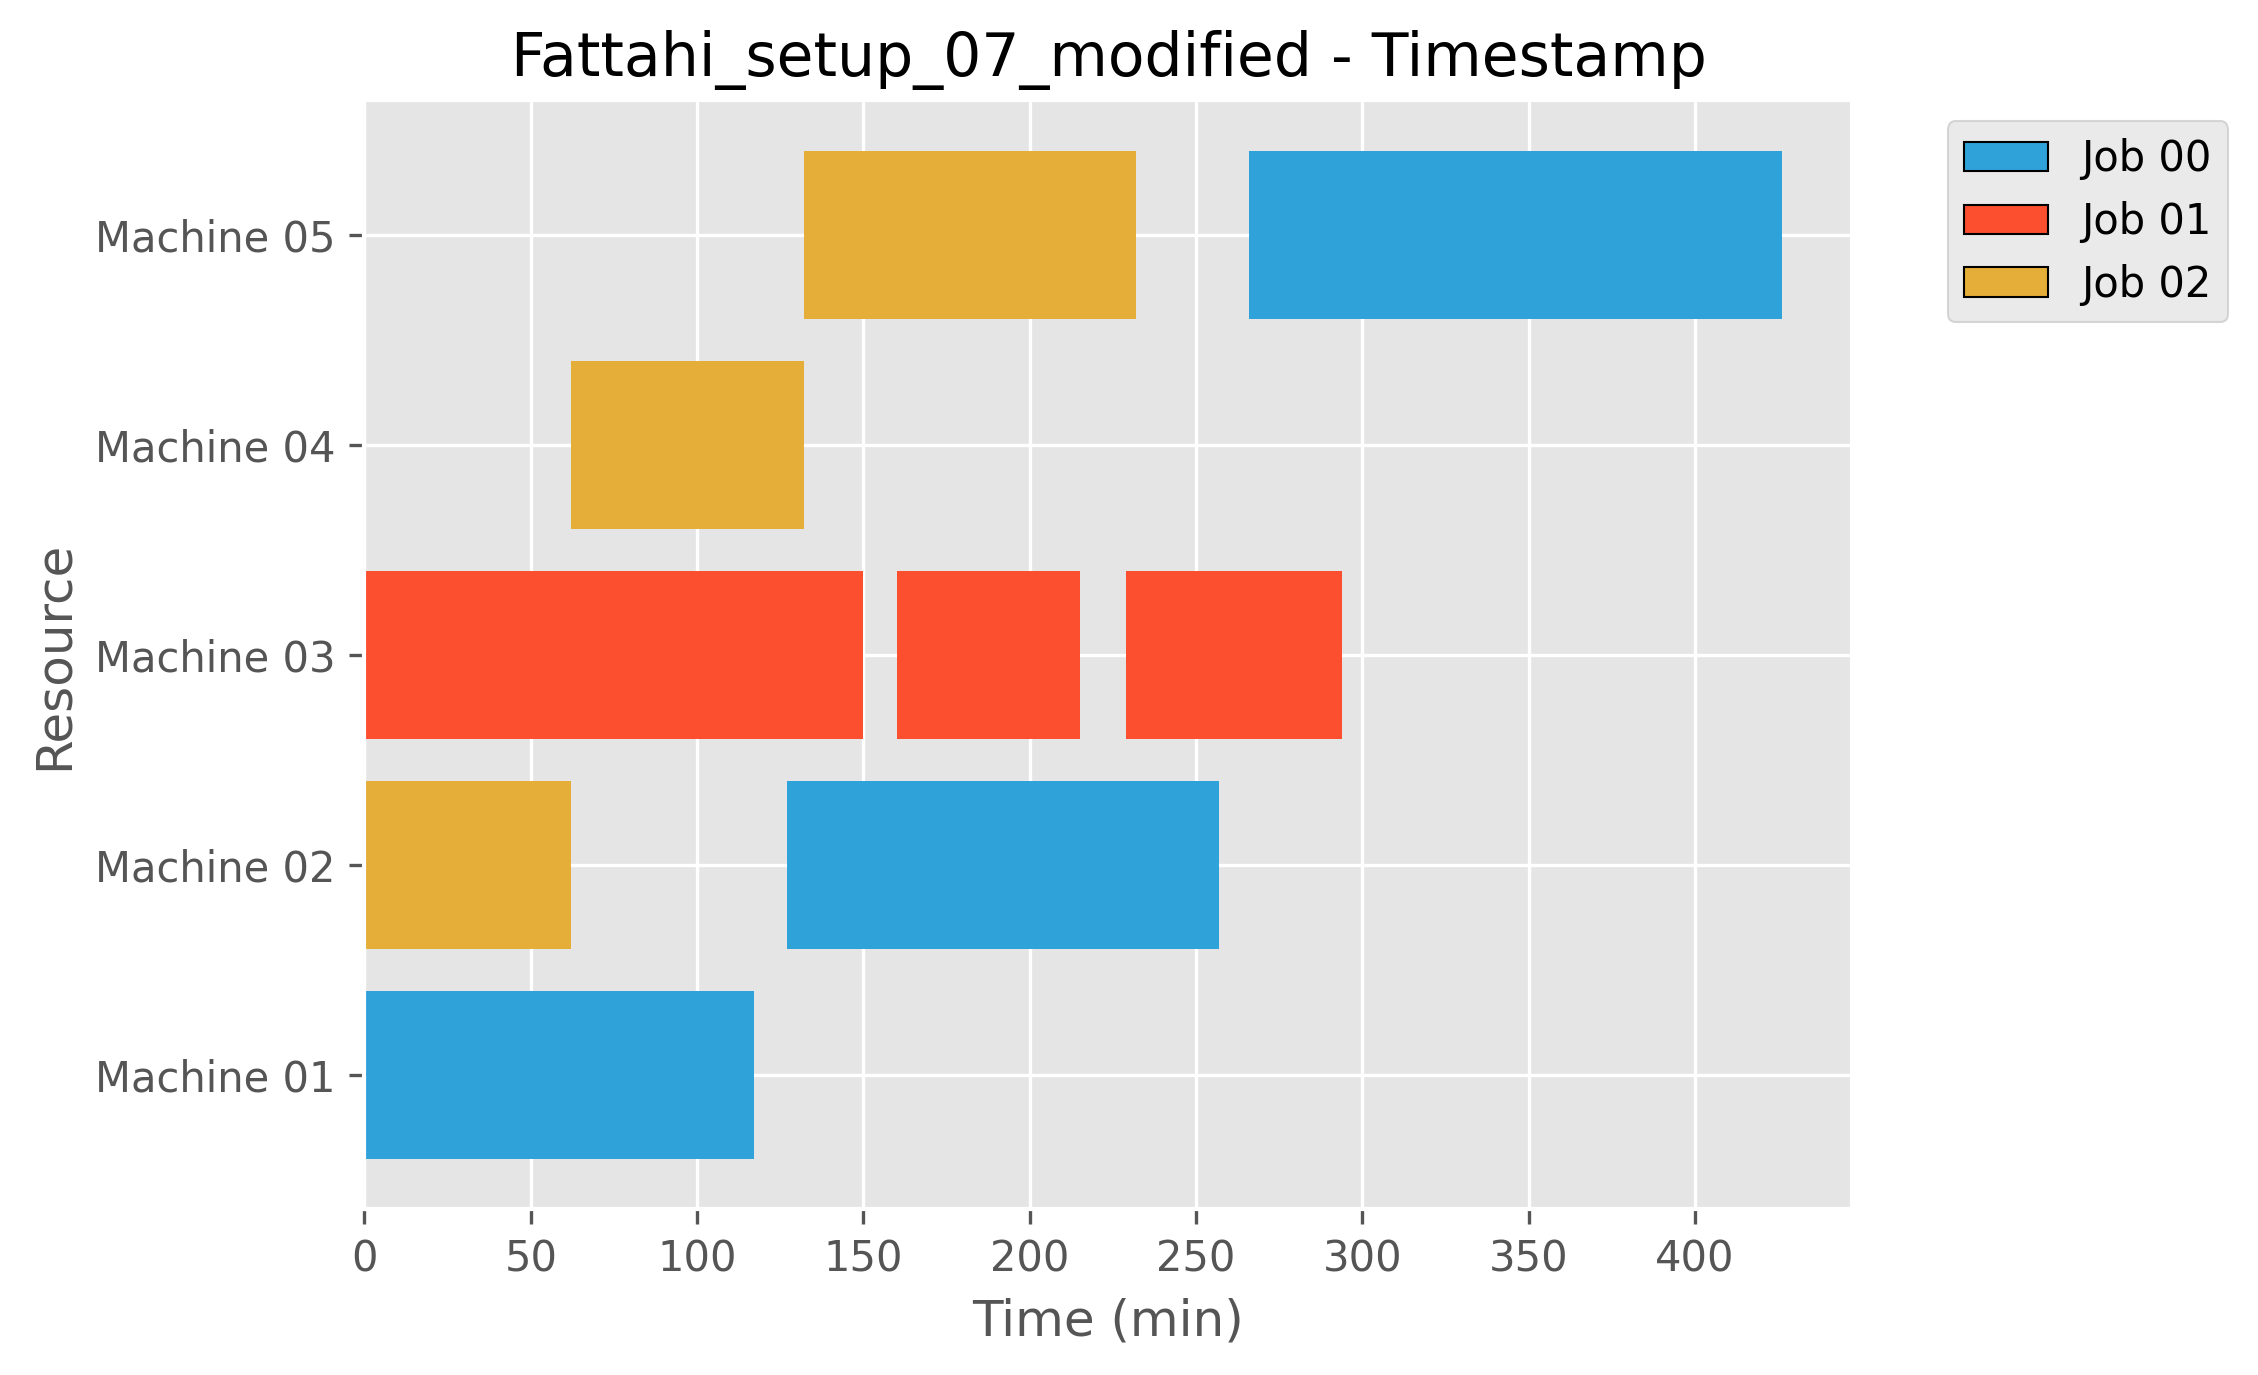 Fattahi_setup_07_modified - Timestamp
Job 00
Job 01
Job 02
Machine 05
Machine 04
Machine 03
Machine 02
Machine 01
Resource
0 50 100 150 200 250 300 350 400
Time (min)